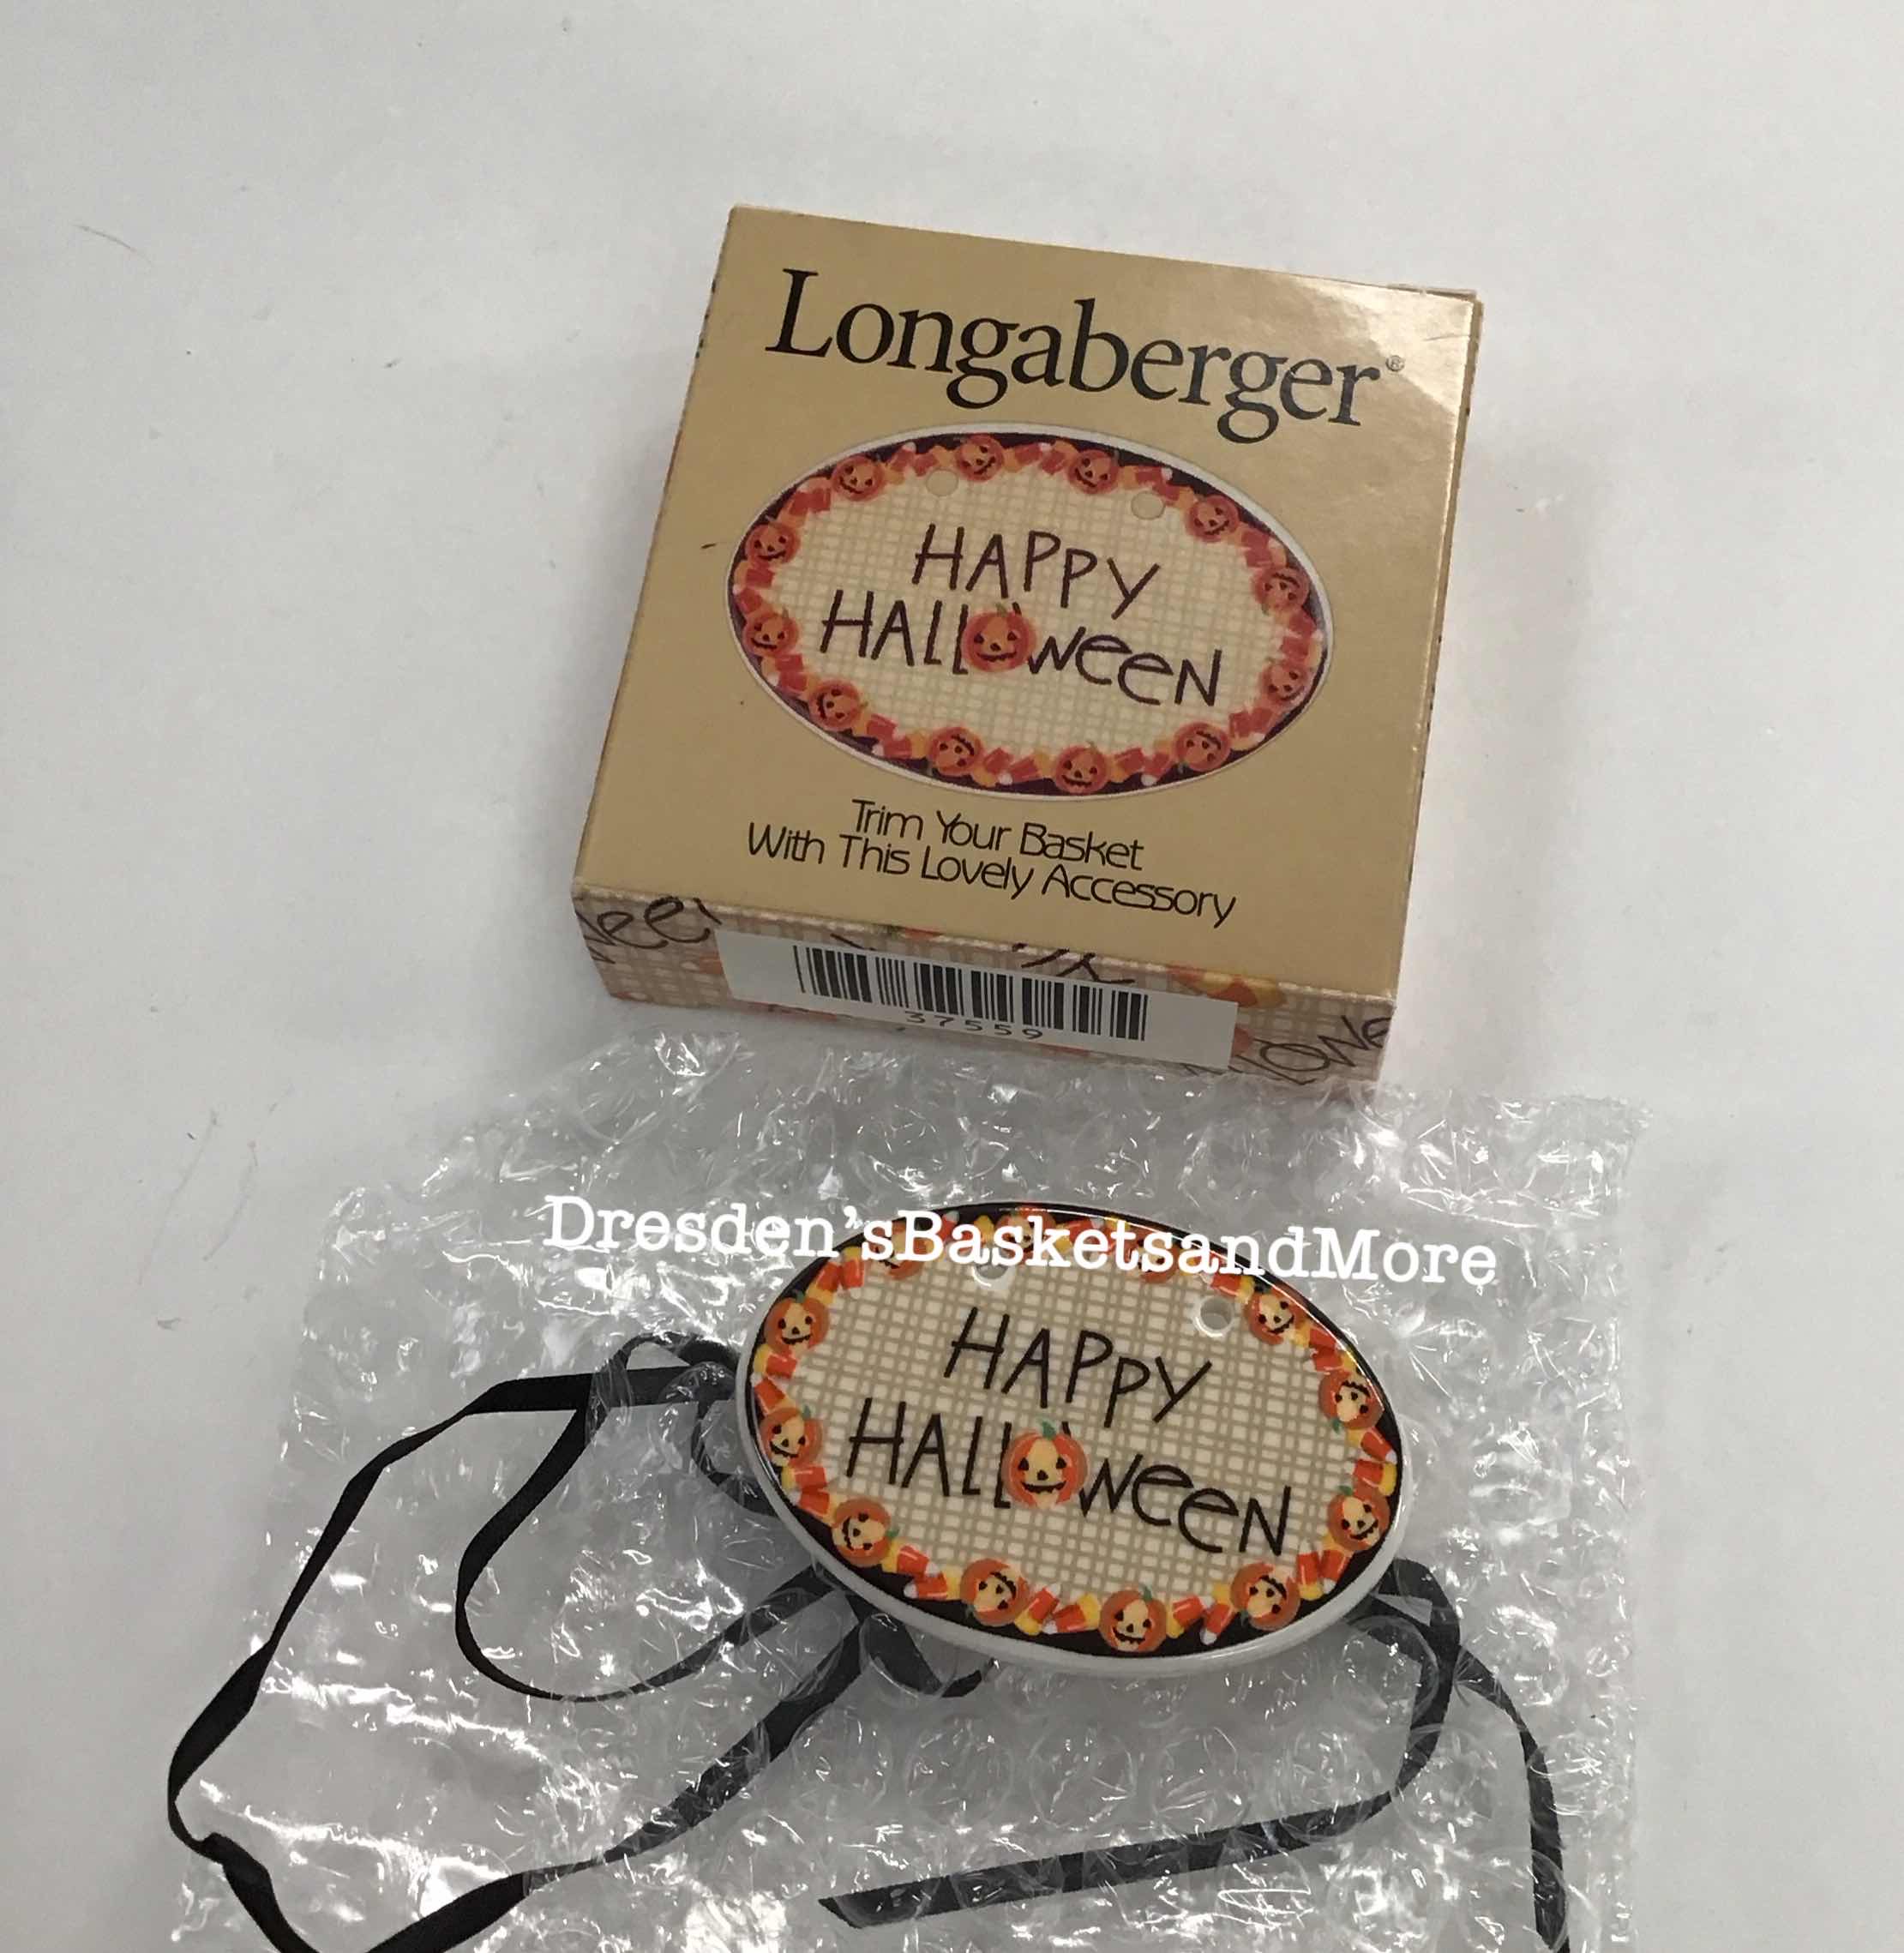 Longaberger®
HAPPY
HALLOWEEN
Trim Your Basket
With This Lovely Accessory
37559
Dresden'sBasketsandMore
HAPPY
HALLOWEEN